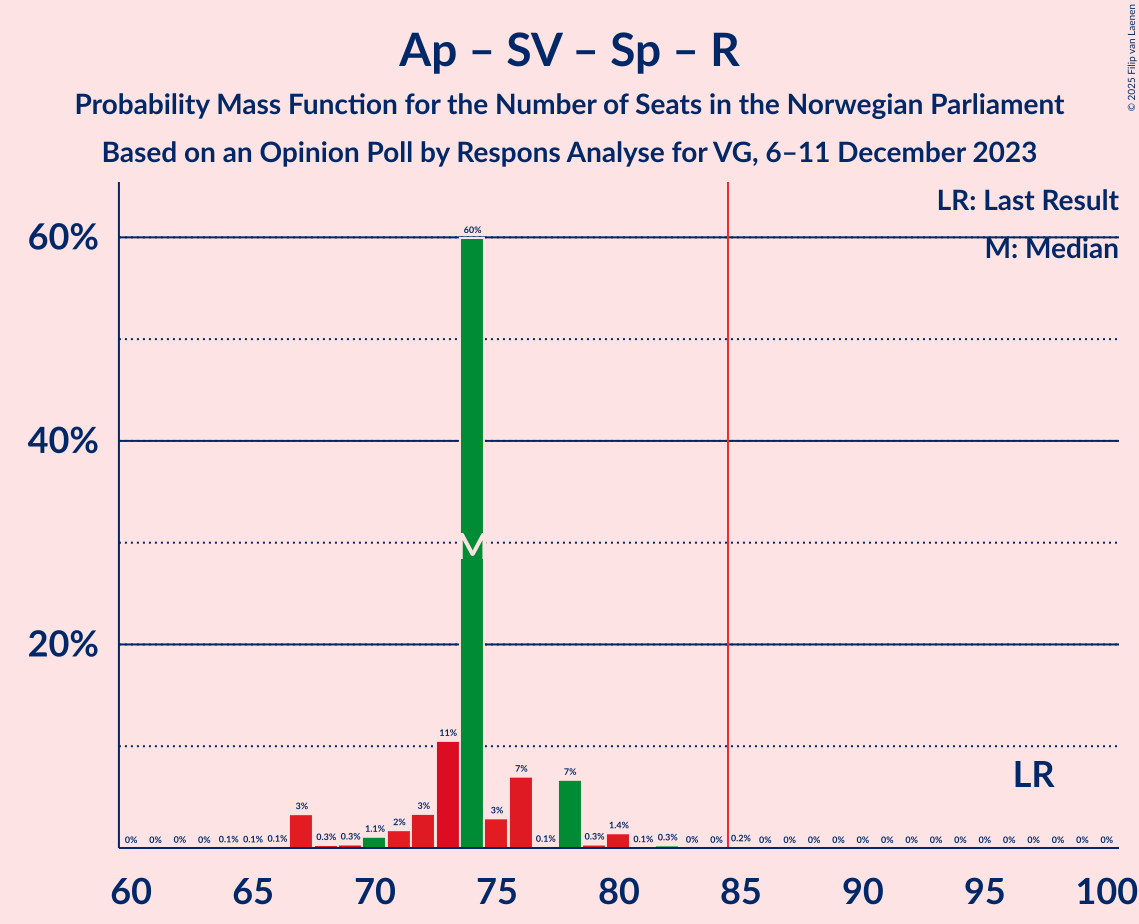 Ap – SV – Sp – R
Probability Mass Function for the Number of Seats in the Norwegian Parliament
Based on an Opinion Poll by Respons Analyse for VG, 6–11 December 2023
© 2025 Filip van Laenen
LR: Last Result
M: Median
60%
40%
20%
60%
M
11%
7%
7%
LR
3%
0.3%
0.3%
1.1%
2%
3%
3%
0.1%
0.3%
1.4%
0% 0% 0% 0% 0.1% 0.1% 0.1% 0.1% 0.3% 0% 0% 0.2% 0% 0% 0% 0% 0% 0% 0% 0% 0% 0% 0% 0% 0% 0% 0%
60 65 70 75 80 85 90 95 100